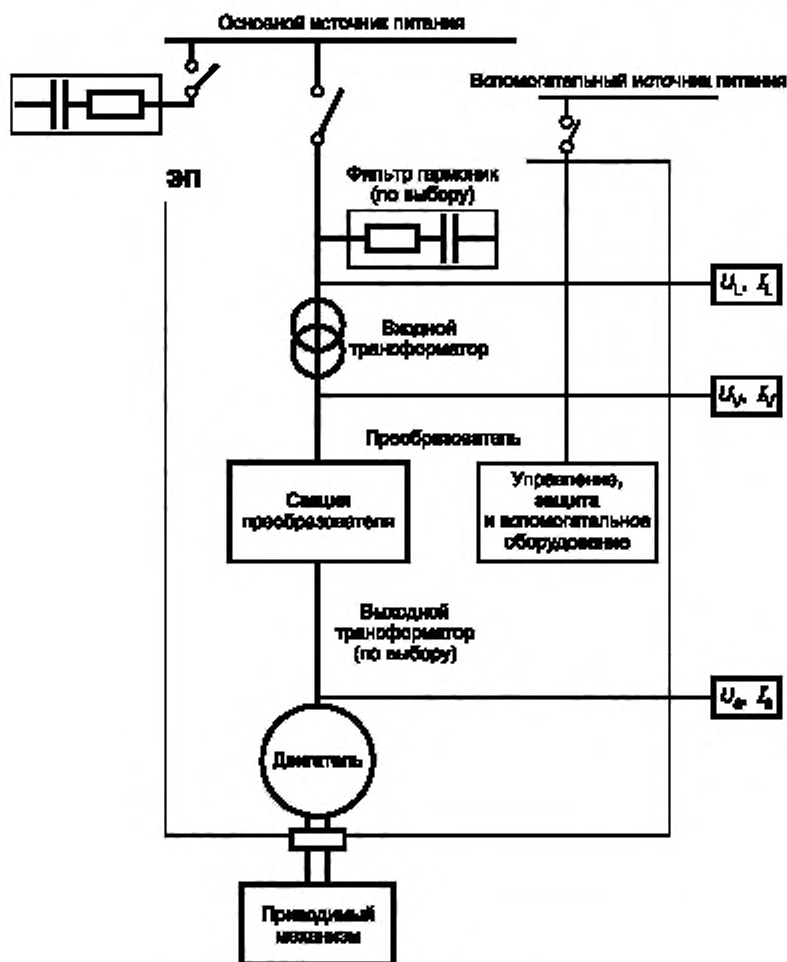 Основной источник питания
Вспомогательный источник питания
ЭП
Фильтр гармоник
(по выбору)
U_L, I_L
Входной
трансформатор
U_V, I_V
Преобразователь
Секция
преобразователя
Управление,
защита
и вспомогательное
оборудование
Выходной
трансформатор
(по выбору)
U_a, I_a
Двигатель
Приводимый
механизм